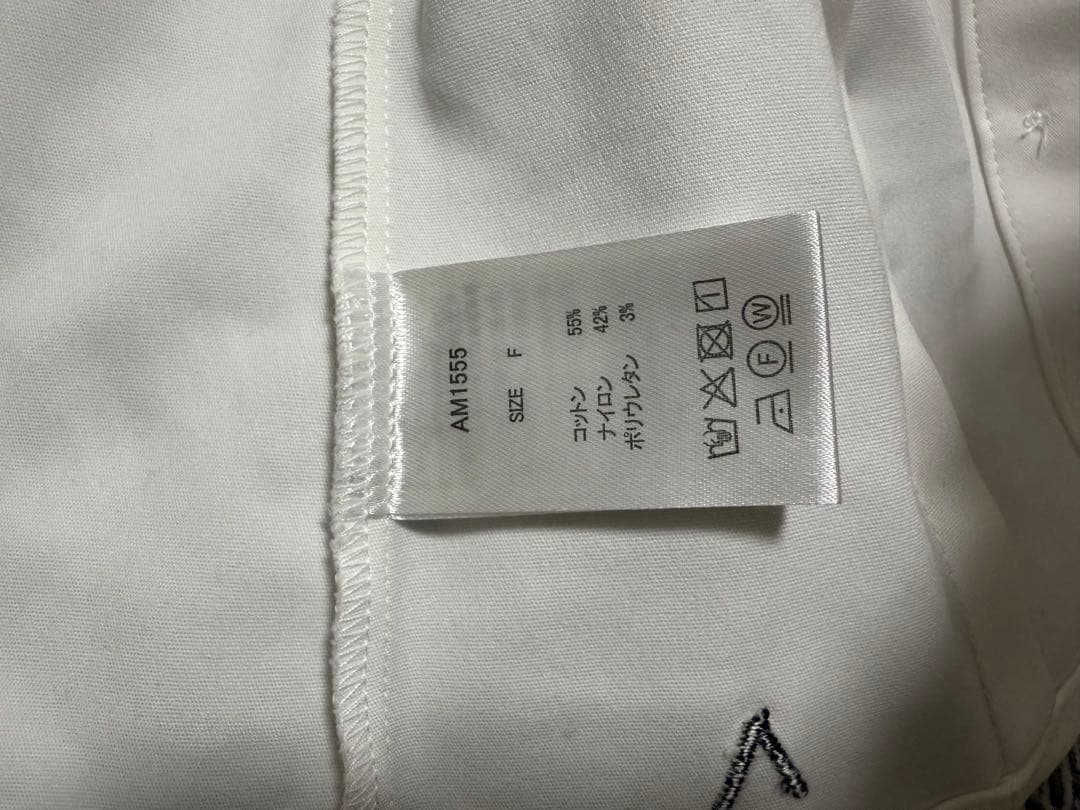 AM1555
SIZE F
コットン 55%
ナイロン 42%
ポリウレタン 3%
F W